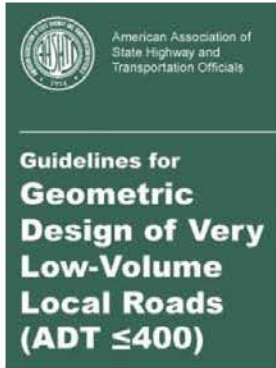 American Association of
State Highway and
Transportation Officials
Guidelines for
Geometric
Design of Very
Low-Volume
Local Roads
(ADT ≤400)